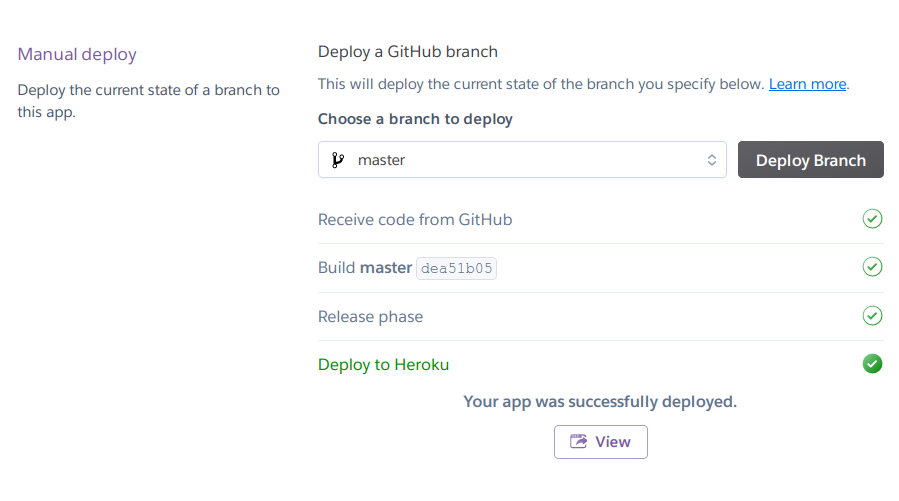 Manual deploy
Deploy the current state of a branch to
this app.
Deploy a GitHub branch
This will deploy the current state of the branch you specify below. Learn more.
Choose a branch to deploy
master
Deploy Branch
Receive code from GitHub
Build master dea51b05
Release phase
Deploy to Heroku
Your app was successfully deployed.
View